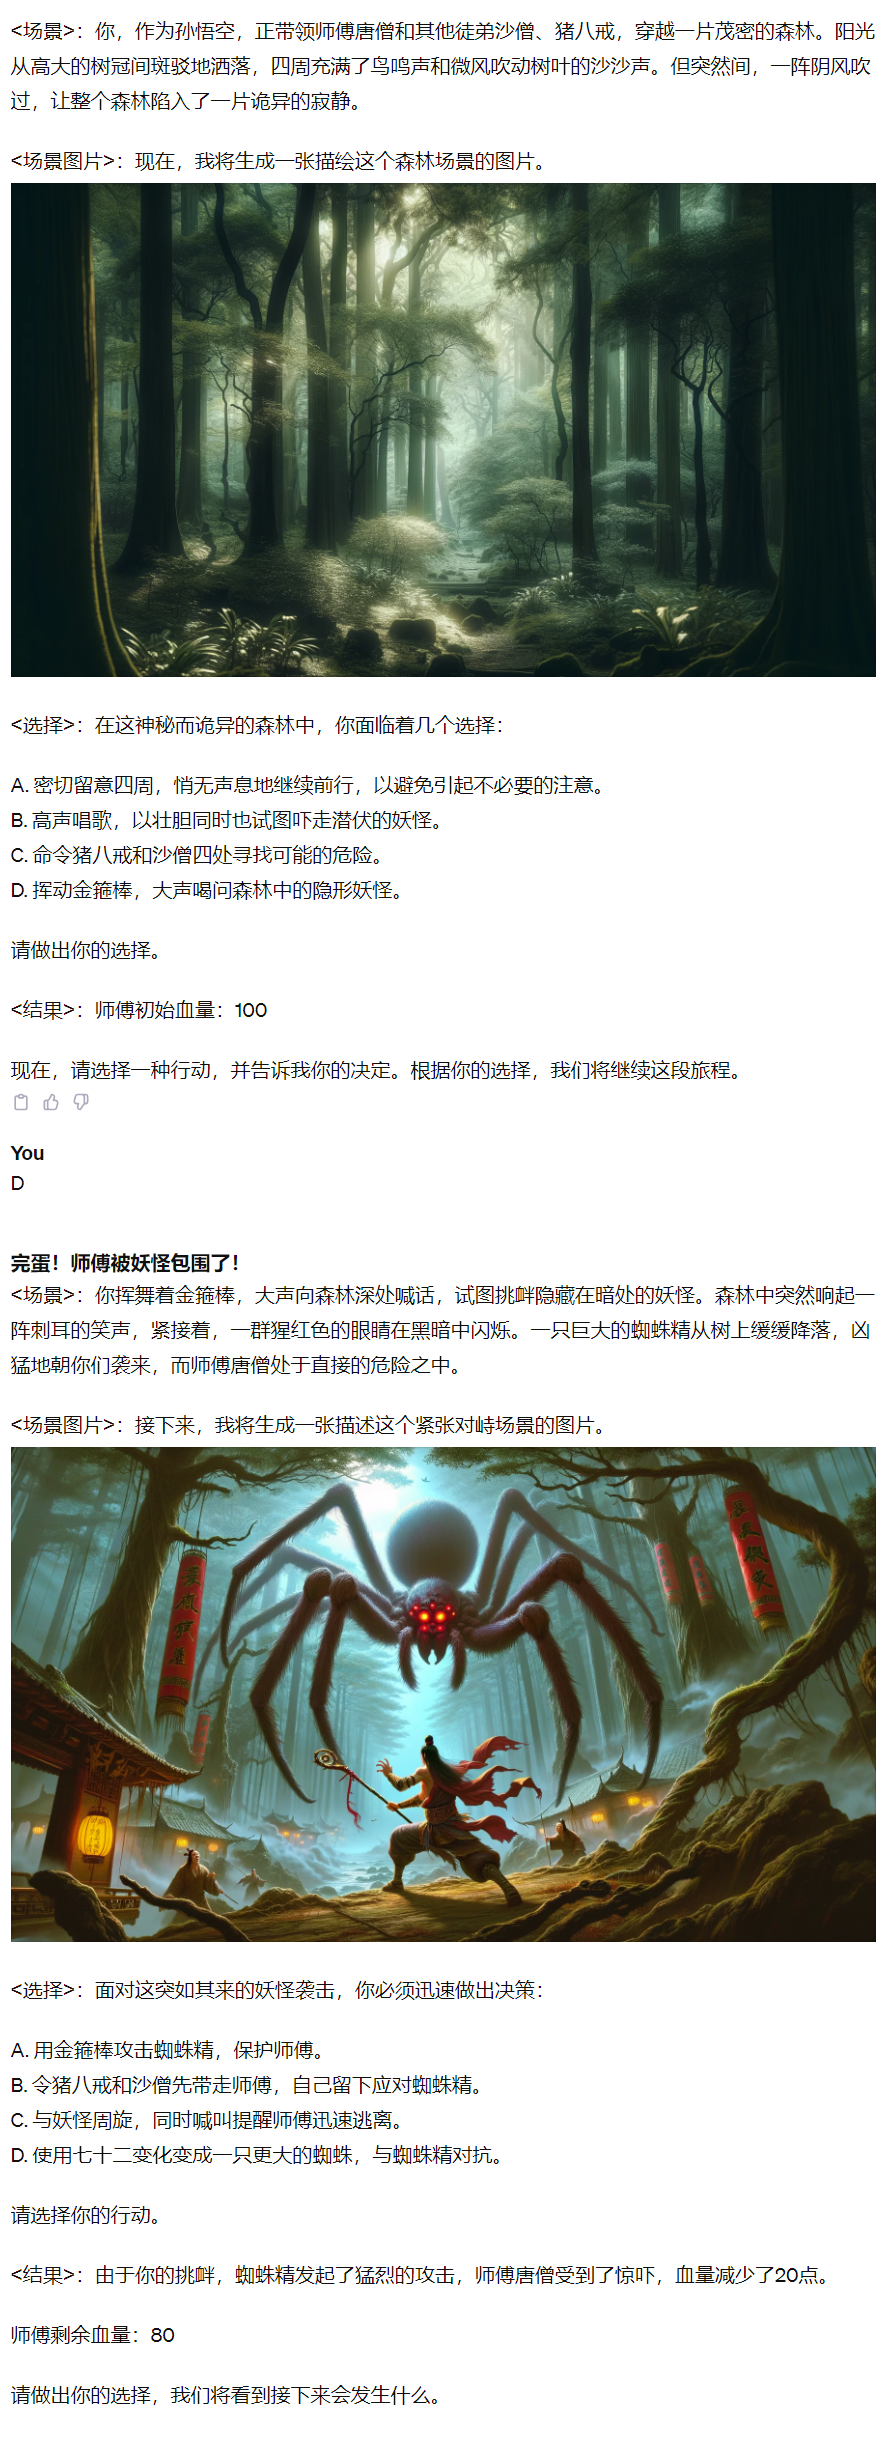 <场景>：你，作为孙悟空，正带领师傅唐僧和其他徒弟沙僧、猪八戒，穿越一片茂密的森林。阳光
从高大的树冠间斑驳地洒落，四周充满了鸟鸣声和微风吹动树叶的沙沙声。但突然间，一阵阴风吹
过，让整个森林陷入了一片诡异的寂静。
<场景图片>：现在，我将生成一张描绘这个森林场景的图片。
<选择>：在这神秘而诡异的森林中，你面临着几个选择：
A. 密切留意四周，悄无声息地继续前行，以避免引起不必要的注意。
B. 高声唱歌，以壮胆同时也试图吓走潜伏的妖怪。
C. 命令猪八戒和沙僧四处寻找可能的危险。
D. 挥动金箍棒，大声喝问森林中的隐形妖怪。
请做出你的选择。
<结果>：师傅初始血量：100
现在，请选择一种行动，并告诉我你的决定。根据你的选择，我们将继续这段旅程。
You
D
完蛋！师傅被妖怪包围了！
<场景>：你挥舞着金箍棒，大声向森林深处喊话，试图挑衅隐藏在暗处的妖怪。森林中突然响起一
阵刺耳的笑声，紧接着，一群猩红色的眼睛在黑暗中闪烁。一只巨大的蜘蛛精从树上缓缓降落，凶
猛地朝你们袭来，而师傅唐僧处于直接的危险之中。
<场景图片>：接下来，我将生成一张描述这个紧张对峙场景的图片。
<选择>：面对这突如其来的妖怪袭击，你必须迅速做出决策：
A. 用金箍棒攻击蜘蛛精，保护师傅。
B. 令猪八戒和沙僧先带走师傅，自己留下应对蜘蛛精。
C. 与妖怪周旋，同时喊叫提醒师傅迅速逃离。
D. 使用七十二变化变成一只更大的蜘蛛，与蜘蛛精对抗。
请选择你的行动。
<结果>：由于你的挑衅，蜘蛛精发起了猛烈的攻击，师傅唐僧受到了惊吓，血量减少了20点。
师傅剩余血量：80
请做出你的选择，我们将看到接下来会发生什么。